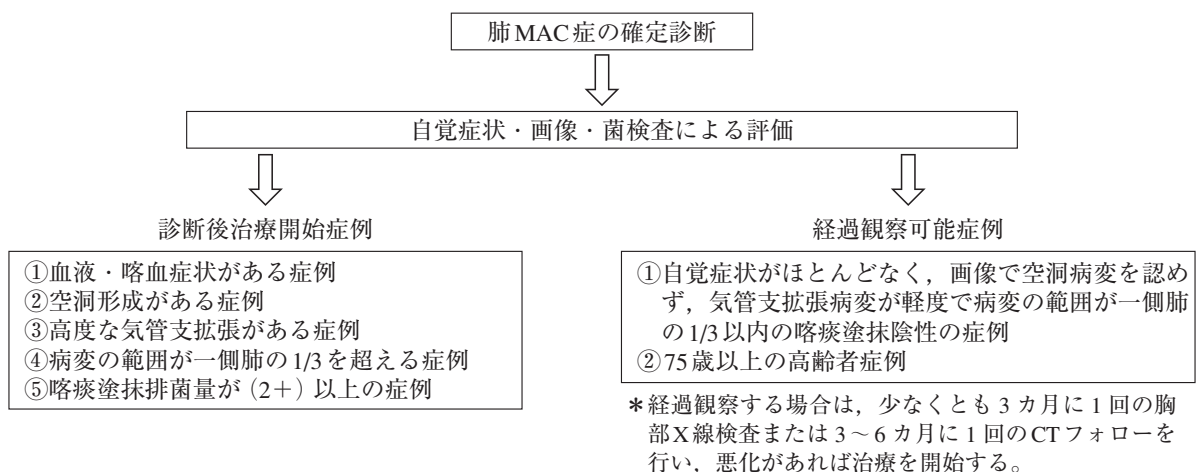 肺MAC症の確定診断
自覚症状・画像・菌検査による評価
診断後治療開始症例
①血液・喀血症状がある症例
②空洞形成がある症例
③高度な気管支拡張がある症例
④病変の範囲が一側肺の1/3を超える症例
⑤喀痰塗抹排菌量が(2+)以上の症例
経過観察可能症例
①自覚症状がほとんどなく,画像で空洞病変を認め
ず,気管支拡張病変が軽度で病変の範囲が一側肺
の1/3以内の喀痰塗抹陰性の症例
②75歳以上の高齢者症例
*経過観察する場合は,少なくとも3カ月に1回の胸
部X線検査または3~6カ月に1回のCTフォローを
行い,悪化があれば治療を開始する。